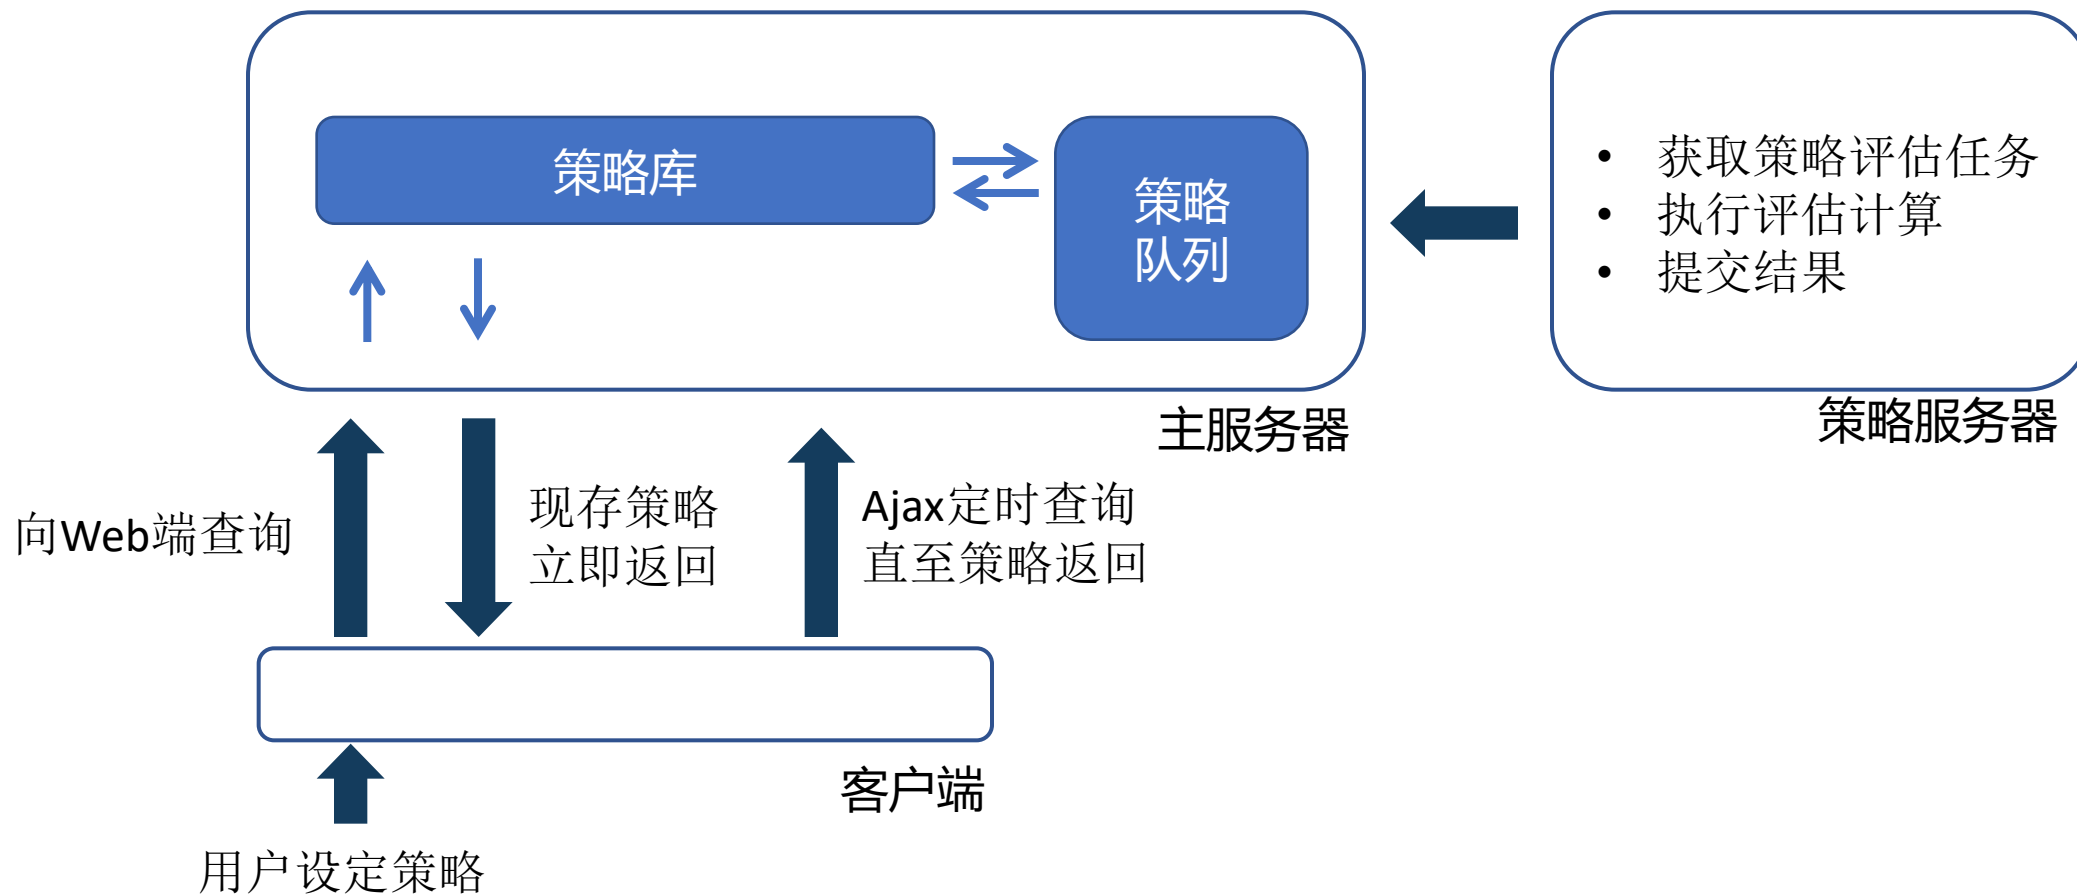 策略库
策略
队列
• 获取策略评估任务
• 执行评估计算
• 提交结果
主服务器
策略服务器
向Web端查询
现存策略
立即返回
Ajax定时查询
直至策略返回
客户端
用户设定策略